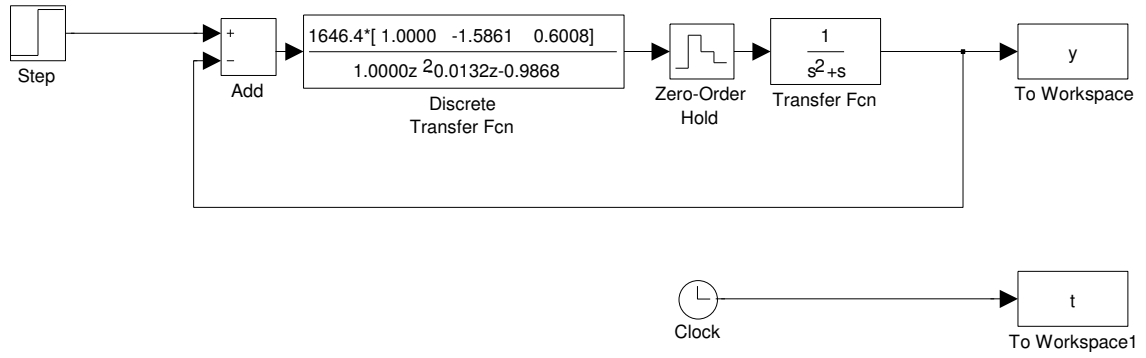 Step
+
−
Add
1646.4*[ 1.0000 -1.5861 0.6008]
1.0000z 20.0132z-0.9868
Discrete
Transfer Fcn
Zero-Order
Hold
1
s2+s
Transfer Fcn
y
To Workspace
Clock
t
To Workspace1